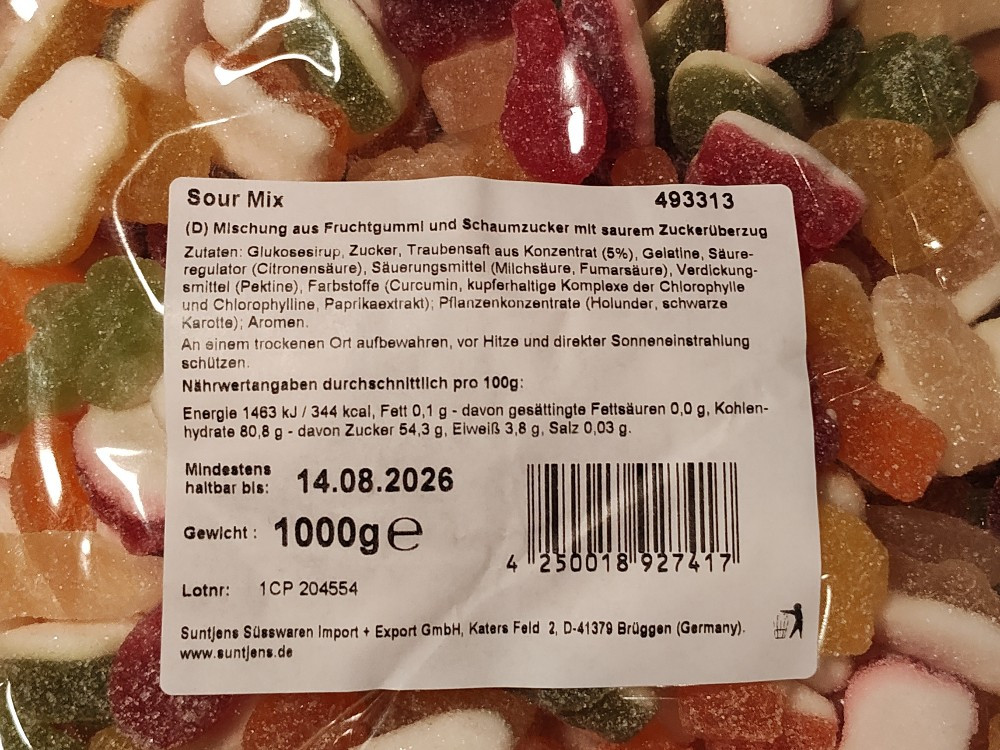 Sour Mix 493313
(D) Mischung aus Fruchtgummi und Schaumzucker mit saurem Zuckerüberzug
Zutaten: Glukosesirup, Zucker, Traubensaft aus Konzentrat (5%), Gelatine, Säure-
regulator (Citronensäure), Säuerungsmittel (Milchsäure, Fumarsäure), Verdickung-
smittel (Pektine), Farbstoffe (Curcumin, kupferhaltige Komplexe der Chlorophylle
und Chlorophylline, Paprikaextrakt); Pflanzenkonzentrate (Holunder, schwarze
Karotte); Aromen.
An einem trockenen Ort aufbewahren, vor Hitze und direkter Sonneneinstrahlung
schützen.
Nährwertangaben durchschnittlich pro 100g:
Energie 1463 kJ / 344 kcal, Fett 0,1 g - davon gesättingte Fettsäuren 0,0 g, Kohlen-
hydrate 80,8 g - davon Zucker 54,3 g, Eiweiß 3,8 g, Salz 0,03 g.
Mindestens
haltbar bis: 14.08.2026
Gewicht : 1000g ℮
4 250018 927417
Lotnr: 1CP 204554
Suntjens Süsswaren Import + Export GmbH, Katers Feld 2, D-41379 Brüggen (Germany).
www.suntjens.de